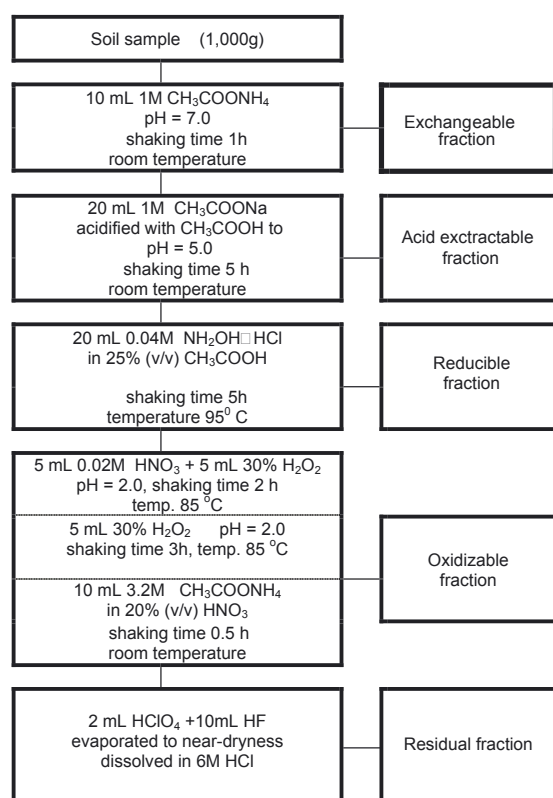 Soil sample (1,000g)
10 mL 1M CH₃COONH₄
pH = 7.0
shaking time 1h
room temperature
Exchangeable
fraction
20 mL 1M CH₃COONa
acidified with CH₃COOH to
pH = 5.0
shaking time 5 h
room temperature
Acid exctractable
fraction
20 mL 0.04M NH₂OH□HCl
in 25% (v/v) CH₃COOH
shaking time 5h
temperature 95⁰ C
Reducible
fraction
5 mL 0.02M HNO₃ + 5 mL 30% H₂O₂
pH = 2.0, shaking time 2 h
temp. 85 °C
5 mL 30% H₂O₂ pH = 2.0
shaking time 3h, temp. 85 °C
10 mL 3.2M CH₃COONH₄
in 20% (v/v) HNO₃
shaking time 0.5 h
room temperature
Oxidizable
fraction
2 mL HClO₄ +10mL HF
evaporated to near-dryness
dissolved in 6M HCl
Residual fraction